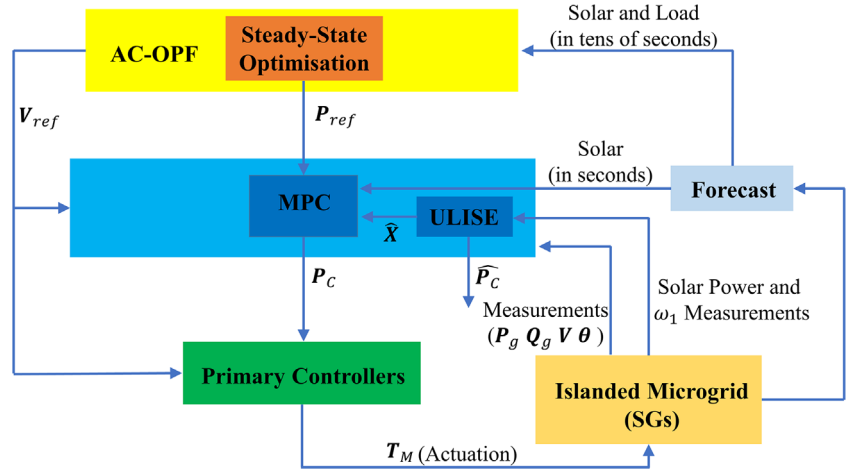 Solar and Load
(in tens of seconds)
AC-OPF
Steady-State
Optimisation
V_ref
P_ref
Solar
(in seconds)
Forecast
MPC
ULISE
X̂
P_C
P̂_C
Measurements
(P_g Q_g V θ )
Solar Power and
ω₁ Measurements
Primary Controllers
Islanded Microgrid
(SGs)
T_M (Actuation)